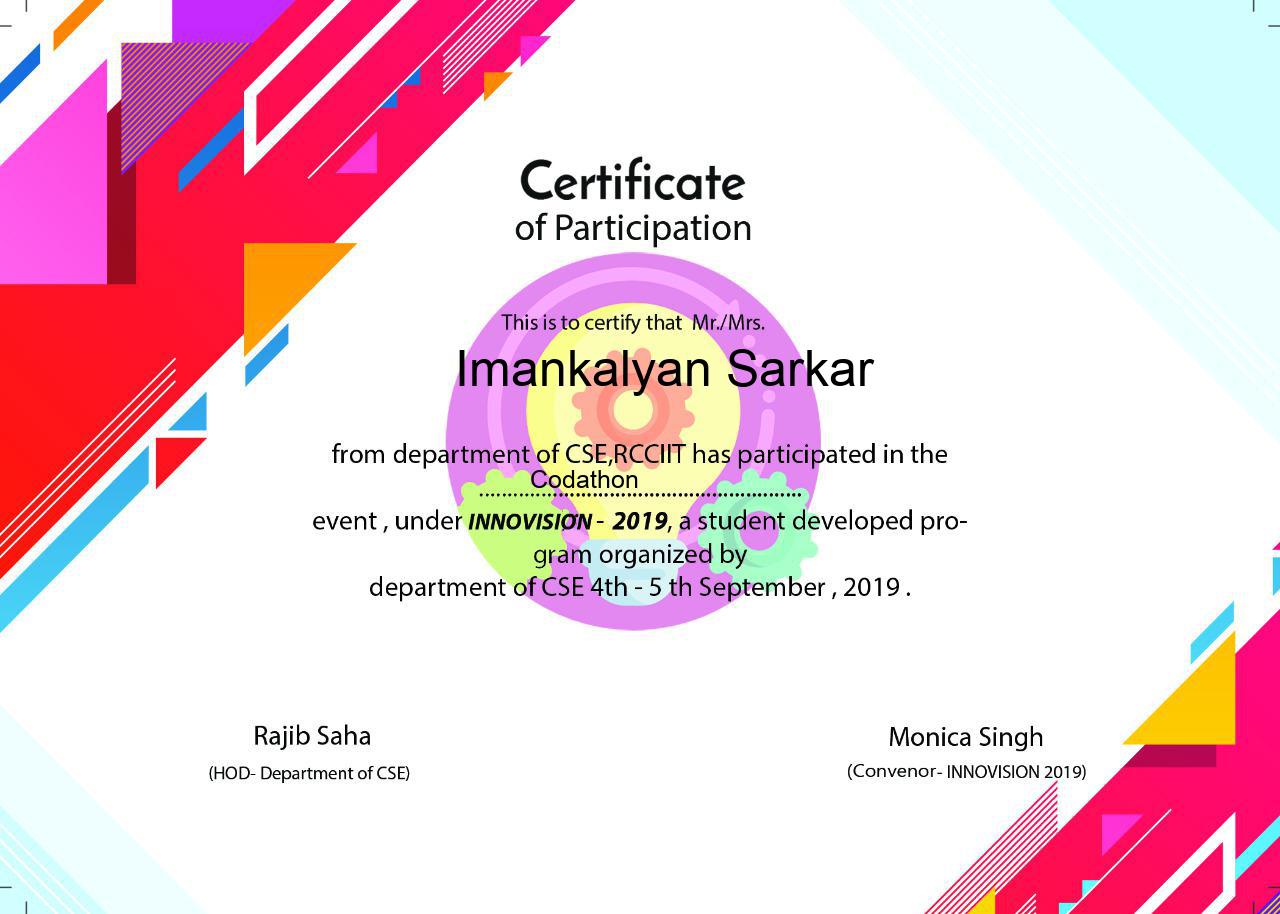 Certificate
of Participation
This is to certify that Mr./Mrs.
Imankalyan Sarkar
from department of CSE,RCCIIT has participated in the
Codathon
event , under INNOVISION - 2019, a student developed pro-
gram organized by
department of CSE 4th - 5 th September , 2019 .
Rajib Saha
(HOD- Department of CSE)
Monica Singh
(Convenor- INNOVISION 2019)